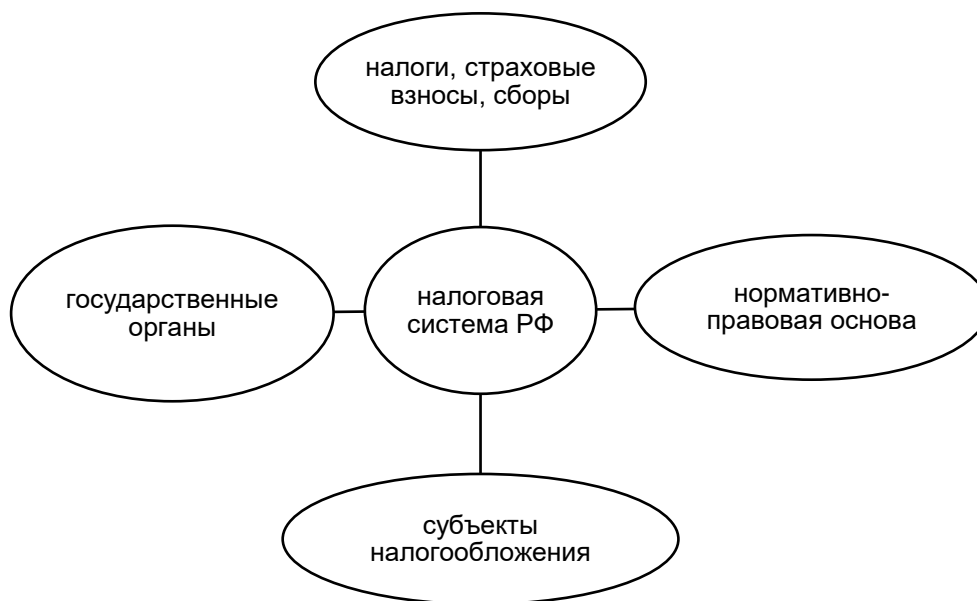 налоги, страховые
взносы, сборы
государственные
органы
налоговая
система РФ
нормативно-
правовая основа
субъекты
налогообложения